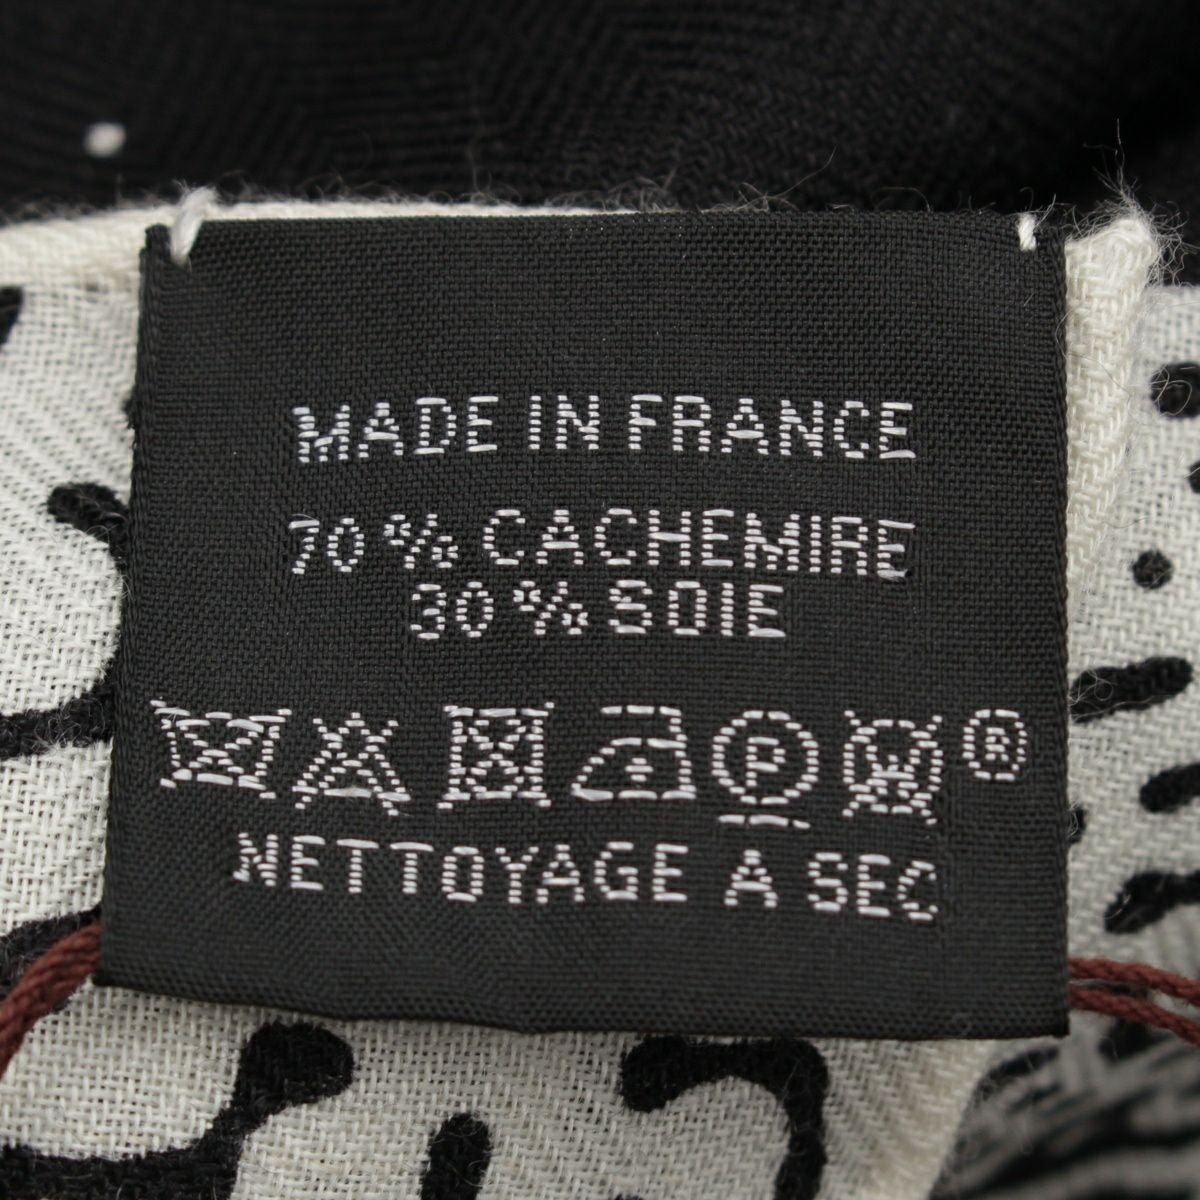 MADE IN FRANCE
70 % CACHEMIRE
30 % SOIE
P W ®
NETTOYAGE A SEC